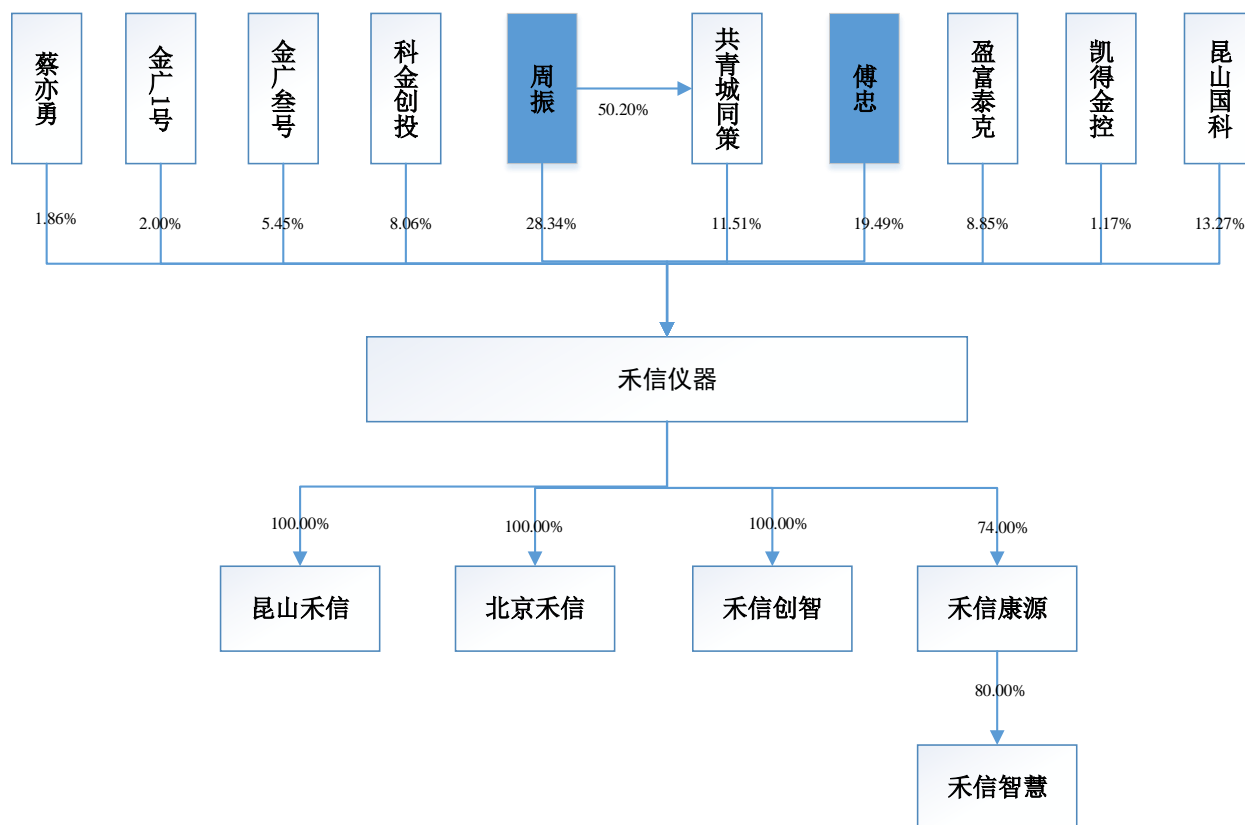 蔡亦勇
金广1号
金广叁号
科金创投
周振
共青城同策
傅忠
盈富泰克
凯得金控
昆山国科
50.20%
1.86%
2.00%
5.45%
8.06%
28.34%
11.51%
19.49%
8.85%
1.17%
13.27%
禾信仪器
100.00%
100.00%
100.00%
74.00%
昆山禾信
北京禾信
禾信创智
禾信康源
80.00%
禾信智慧